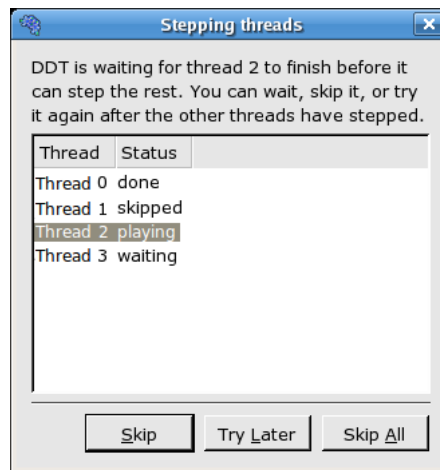 Stepping threads
DDT is waiting for thread 2 to finish before it
can step the rest. You can wait, skip it, or try
it again after the other threads have stepped.
Thread Status
Thread 0 done
Thread 1 skipped
Thread 2 playing
Thread 3 waiting
Skip Try Later Skip All